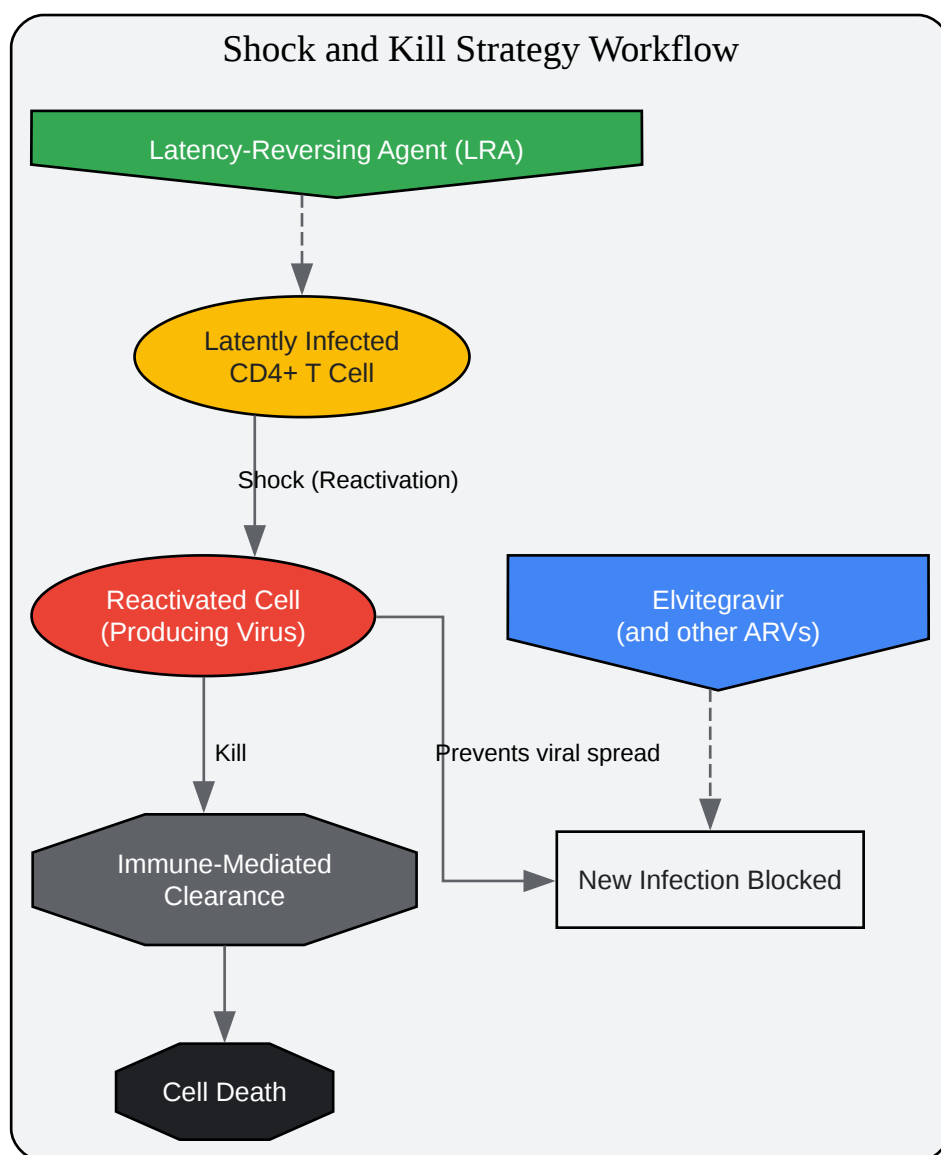 Shock and Kill Strategy Workflow
Latency-Reversing Agent (LRA)
Latently Infected
CD4+ T Cell
Shock (Reactivation)
Reactivated Cell
(Producing Virus)
Elvitegravir
(and other ARVs)
Kill
Prevents viral spread
Immune-Mediated
Clearance
New Infection Blocked
Cell Death